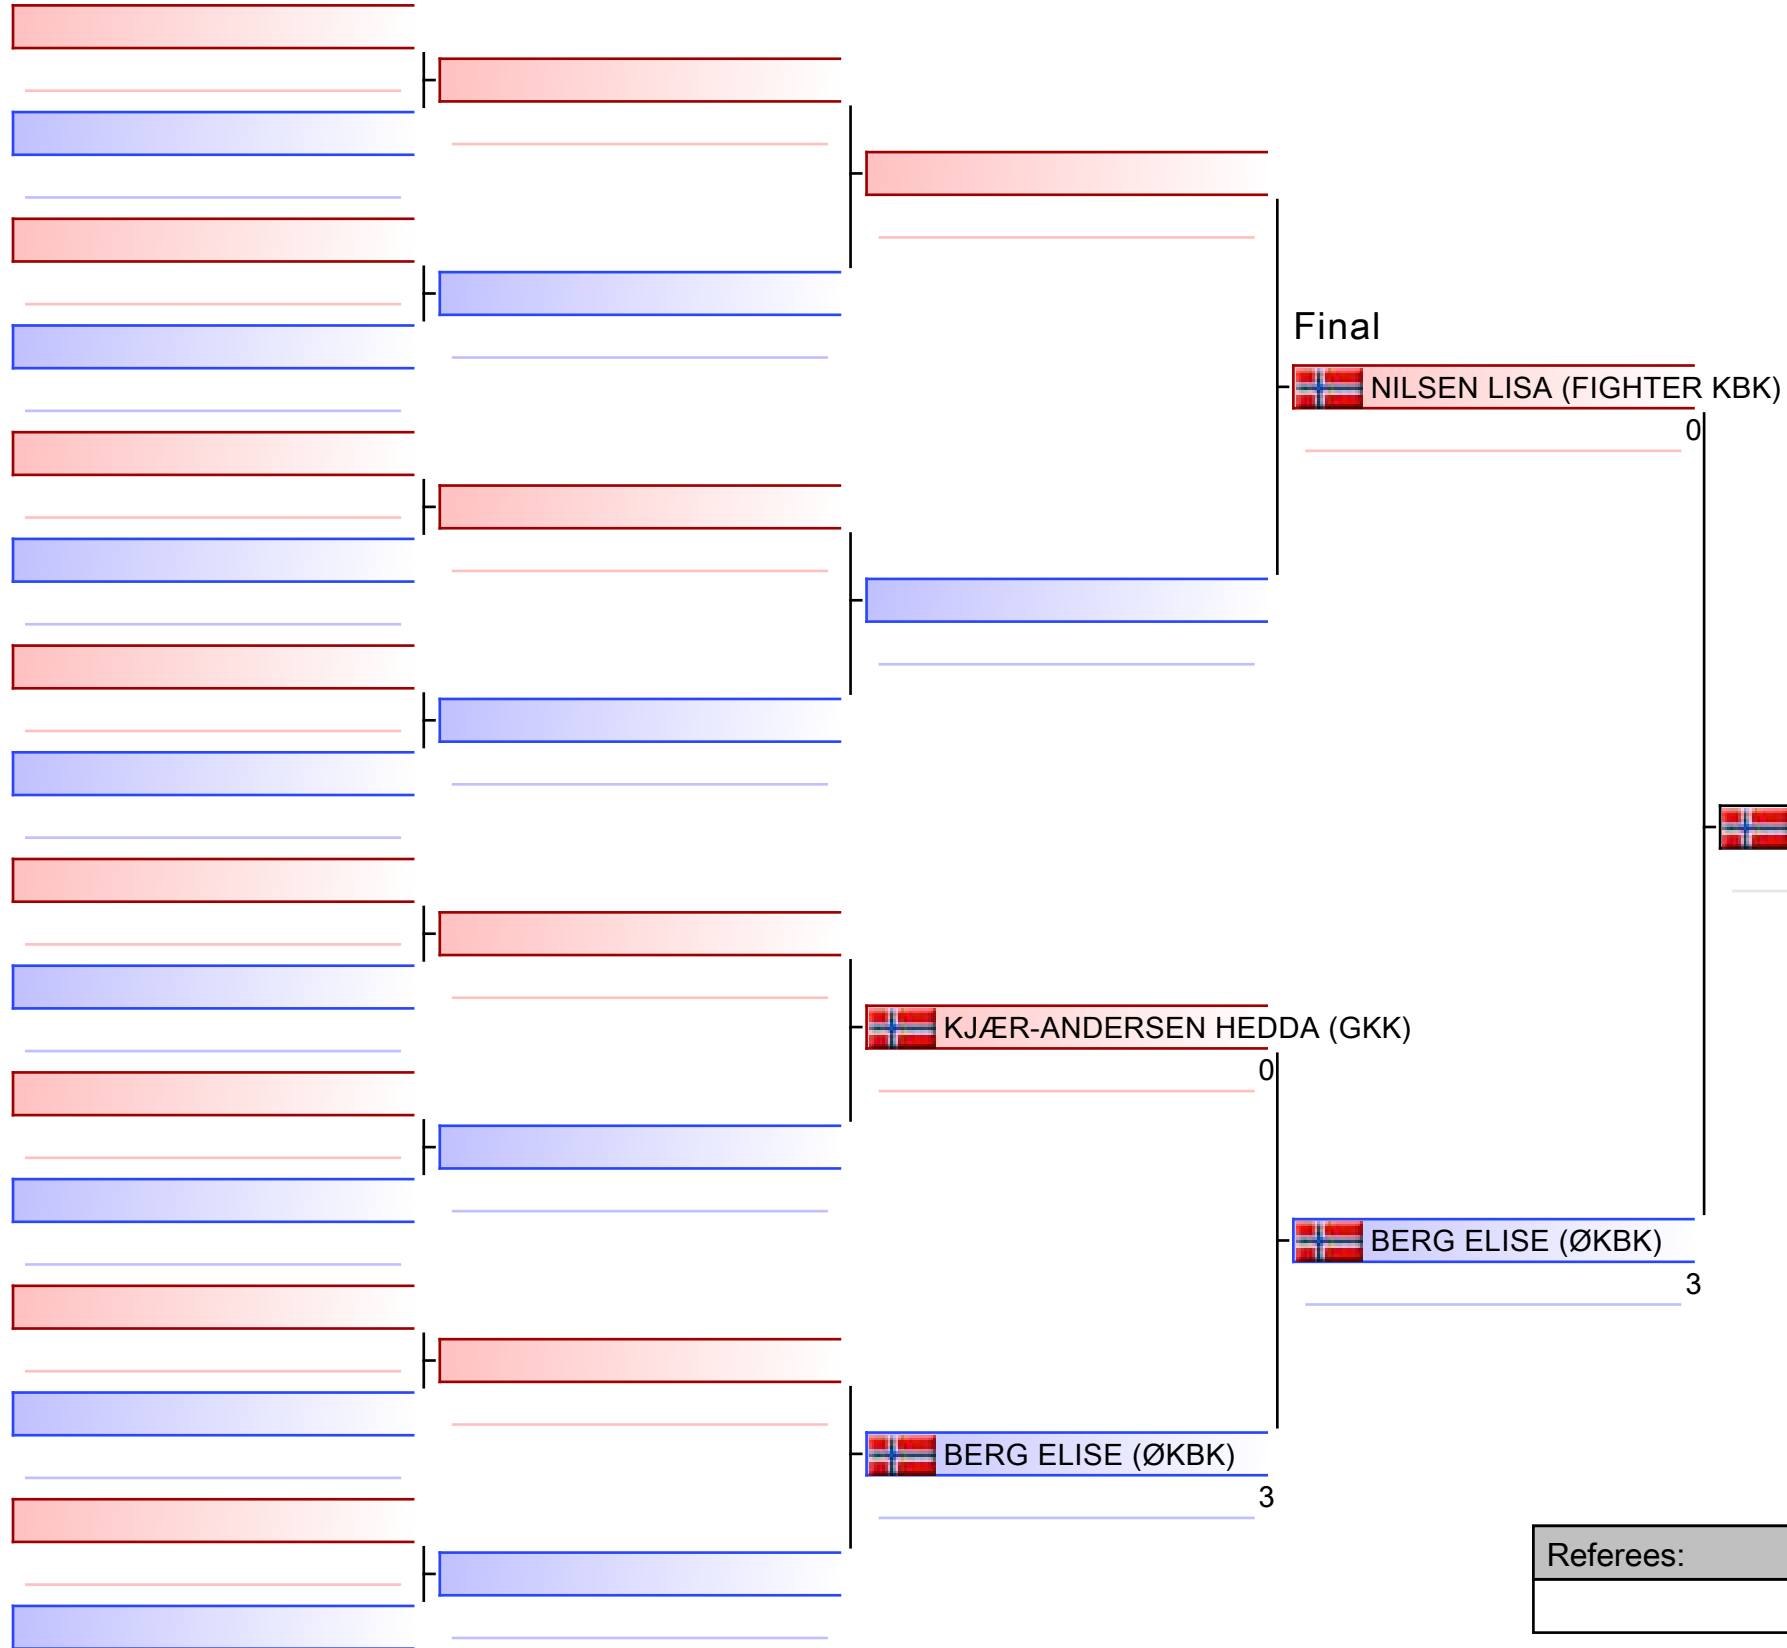 Final
NILSEN LISA (FIGHTER KBK)
0
KJÆR-ANDERSEN HEDDA (GKK)
0
BERG ELISE (ØKBK)
3
BERG ELISE (ØKBK)
3
Referees: